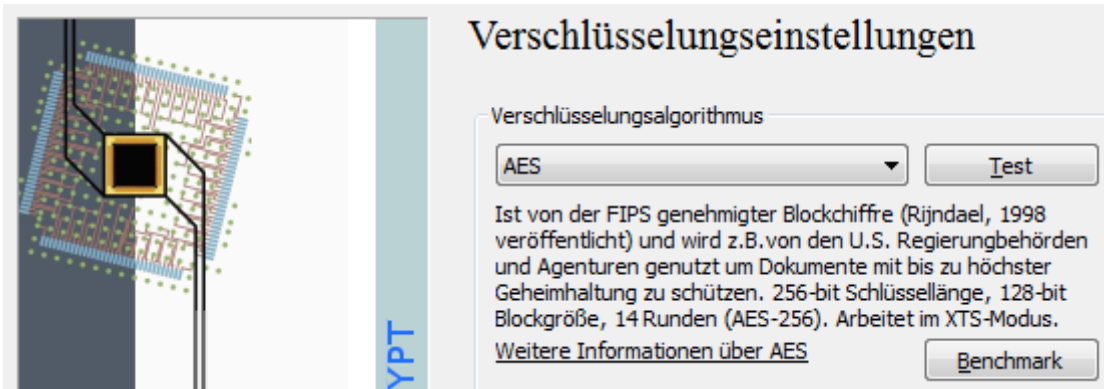 Verschlüsselungseinstellungen
Verschlüsselungsalgorithmus
AES
Test
Ist von der FIPS genehmigter Blockchiffre (Rijndael, 1998
veröffentlicht) und wird z.B.von den U.S. Regierungbehörden
und Agenturen genutzt um Dokumente mit bis zu höchster
Geheimhaltung zu schützen. 256-bit Schlüssellänge, 128-bit
Blockgröße, 14 Runden (AES-256). Arbeitet im XTS-Modus.
Weitere Informationen über AES
Benchmark
YPT